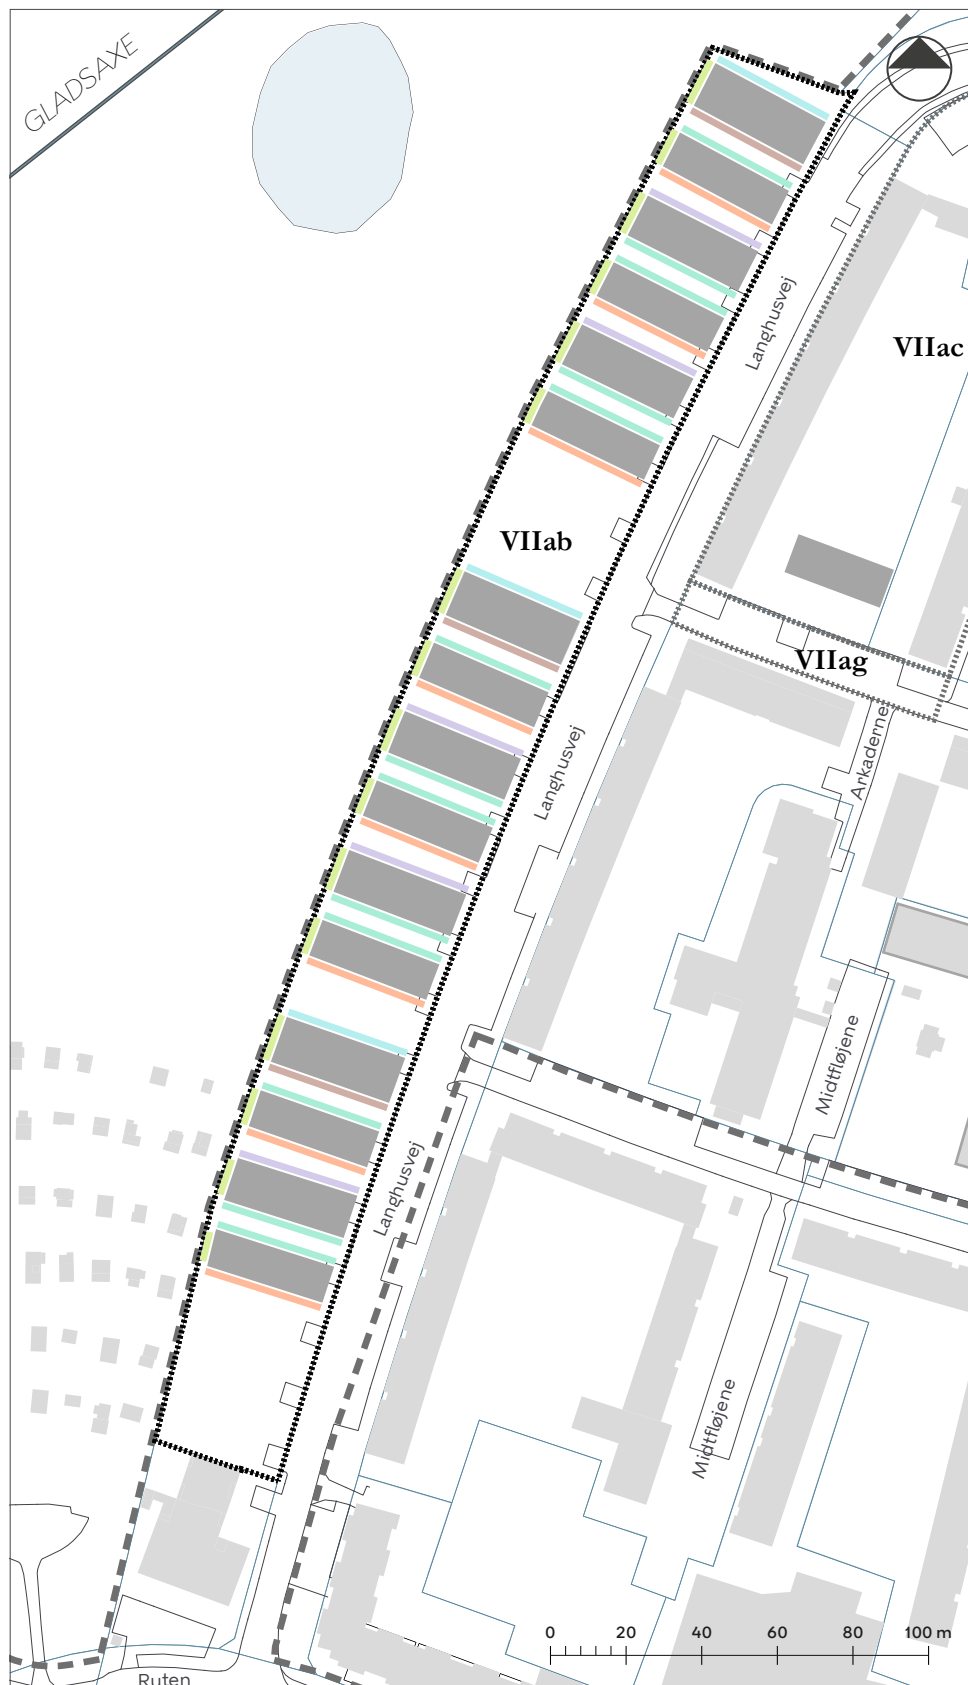 GLADSAXE
Langhusvej
VIIac
VIIab
VIIag
Langhusvej
Arkaderne
Midtfløjene
Langhusvej
Midtfløjene
0 20 40 60 80 100 m
Ruten